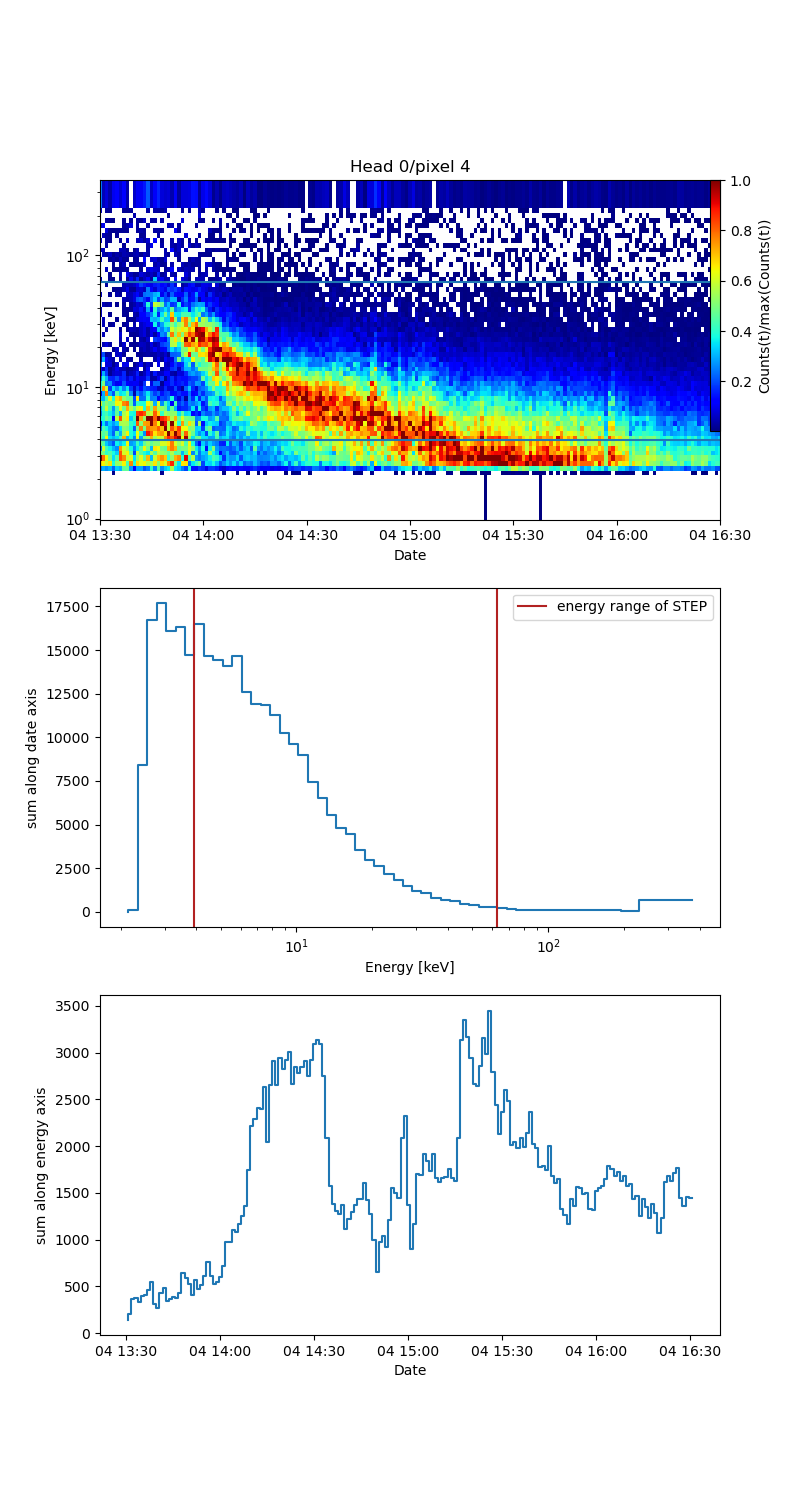 Head 0/pixel 4
1.0
0.8
0.6
0.4
0.2
Counts(t)/max(Counts(t))
10²
10¹
10⁰
Energy [keV]
04 13:30 04 14:00 04 14:30 04 15:00 04 15:30 04 16:00 04 16:30
Date
energy range of STEP
17500
15000
12500
10000
7500
5000
2500
0
sum along date axis
10¹ 10²
Energy [keV]
3500
3000
2500
2000
1500
1000
500
0
sum along energy axis
04 13:30 04 14:00 04 14:30 04 15:00 04 15:30 04 16:00 04 16:30
Date